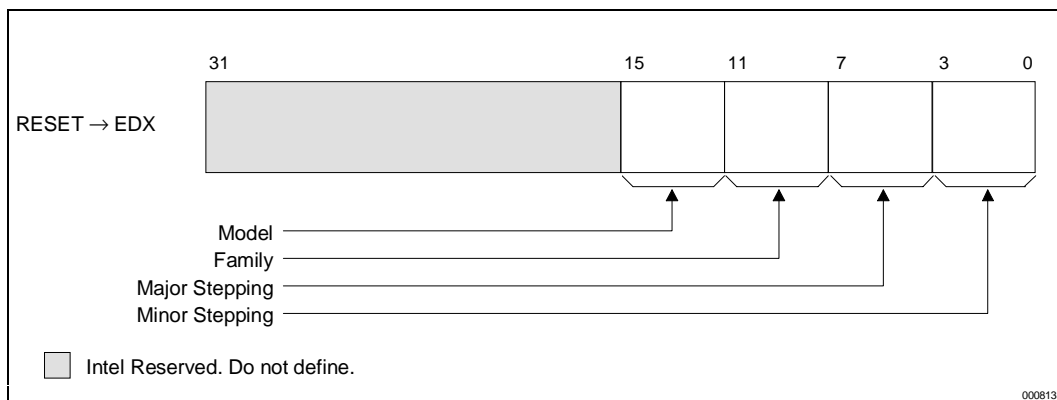 31 15 11 7 3 0
RESET → EDX
Model
Family
Major Stepping
Minor Stepping
Intel Reserved. Do not define.
000813